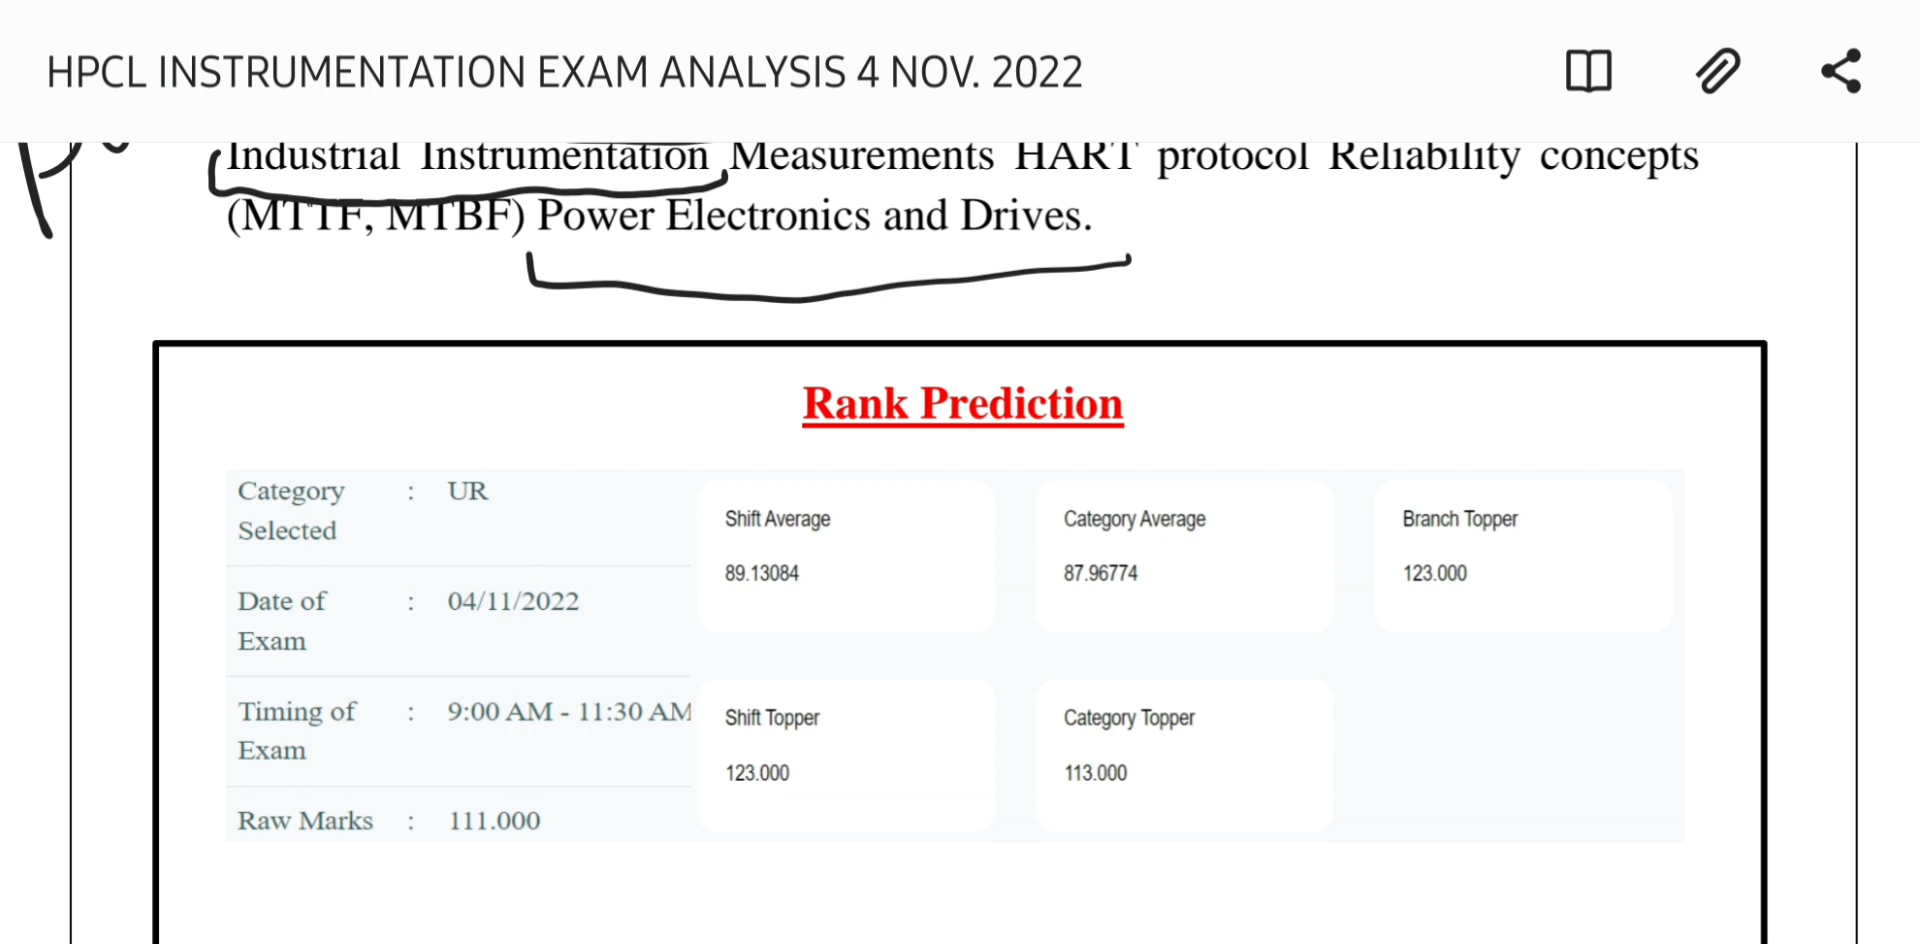 HPCL INSTRUMENTATION EXAM ANALYSIS 4 NOV. 2022
Industrial Instrumentation Measurements HART protocol Reliability concepts
(MTTF, MTBF) Power Electronics and Drives.
Rank Prediction
Category Selected : UR
Date of Exam : 04/11/2022
Timing of Exam : 9:00 AM - 11:30 AM
Raw Marks : 111.000
Shift Average
89.13084
Category Average
87.96774
Branch Topper
123.000
Shift Topper
123.000
Category Topper
113.000